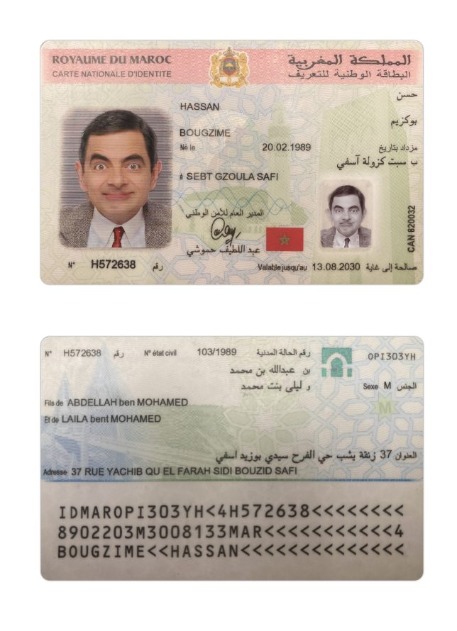 ROYAUME DU MAROC
المملكة المغربية
CARTE NATIONALE D'IDENTITE
البطاقة الوطنية للتعريف
حسن
HASSAN
بوكزيم
BOUGZIME
Né le 20.02.1989 مزداد بتاريخ
ب سبت كزولة آسفي
à SEBT GZOULA SAFI
المدير العام للأمن الوطني
عبد اللطيف حموشي
CAN 820032
N° H572638 رقم
Valable jusqu'au 13.08.2030 صالحة إلى غاية
N° H572638 رقم N° état civil 103/1989 رقم الحالة المدنية
OPI303YH
بن عبدالله بن محمد
و ليلى بنت محمد
Sexe M الجنس
M
Fils de ABDELLAH ben MOHAMED
Et de LAILA bent MOHAMED
العنوان 37 زنقة يشب حي الفرح سيدي بوزيد آسفي
Adresse 37 RUE YACHIB QU EL FARAH SIDI BOUZID SAFI
IDMAROPI303YH<4H572638<<<<<<<<
8902203M3008133MAR<<<<<<<<<<<4
BOUGZIME<<HASSAN<<<<<<<<<<<<<<